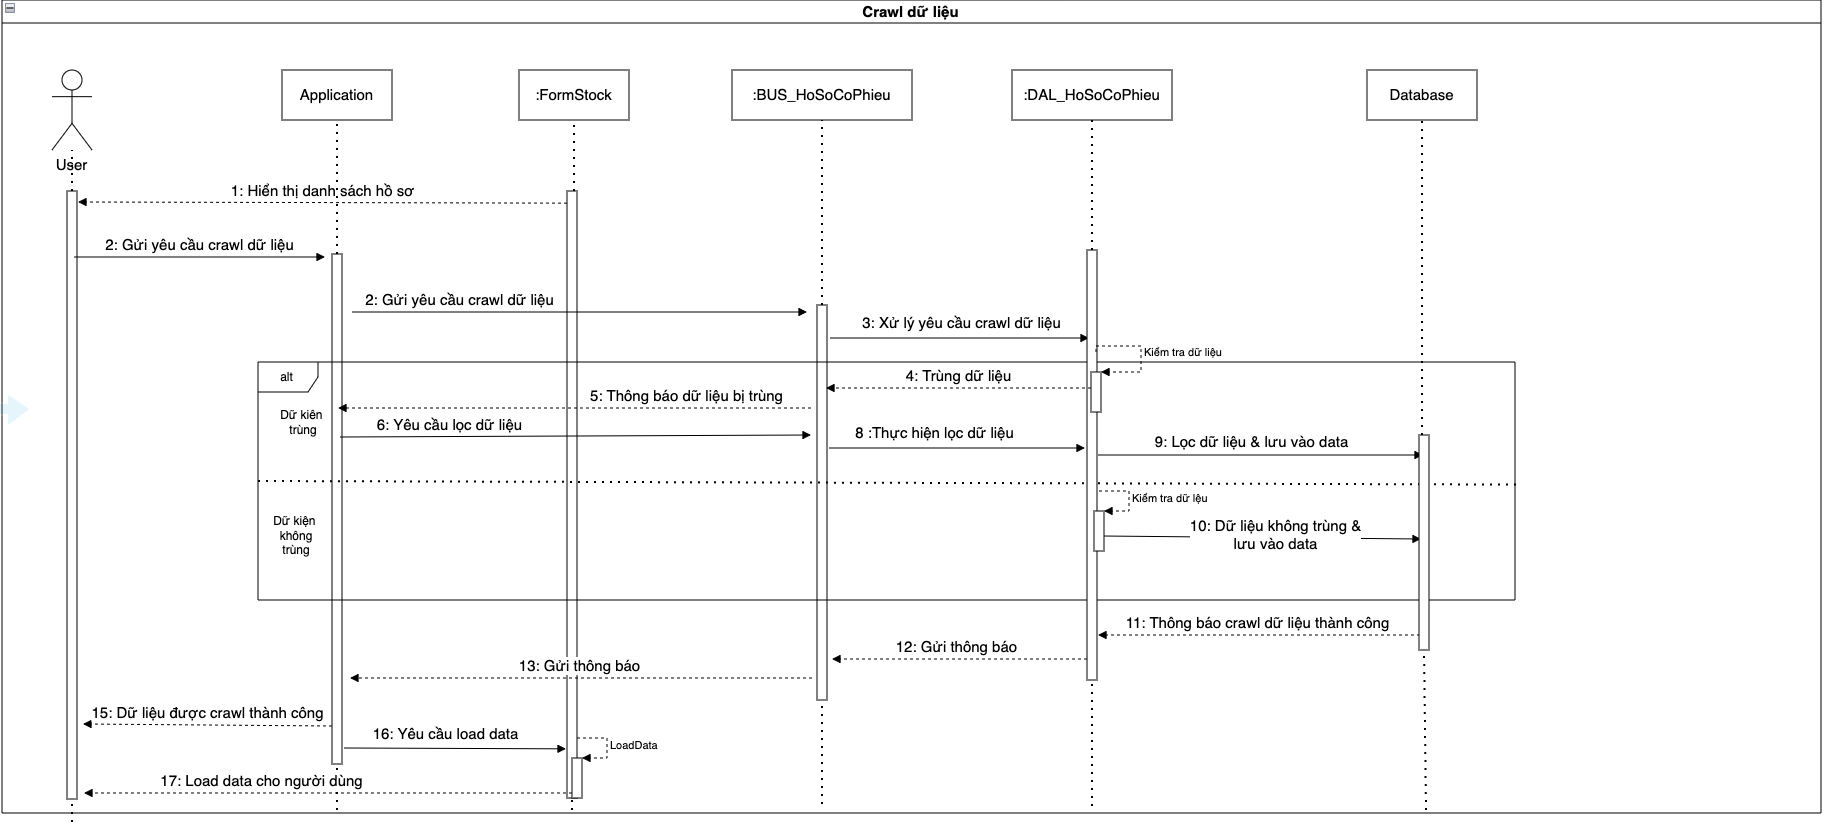 Crawl dữ liệu
User
Application
:FormStock
:BUS_HoSoCoPhieu
:DAL_HoSoCoPhieu
Database
1: Hiển thị danh sách hồ sơ
2: Gửi yêu cầu crawl dữ liệu
2: Gửi yêu cầu crawl dữ liệu
3: Xử lý yêu cầu crawl dữ liệu
Kiểm tra dữ liệu
alt
4: Trùng dữ liệu
5: Thông báo dữ liệu bị trùng
Dữ kiên
trùng
6: Yêu cầu lọc dữ liệu
8 :Thực hiện lọc dữ liệu
9: Lọc dữ liệu & lưu vào data
Kiểm tra dữ lệu
Dữ kiện
không
trùng
10: Dữ liệu không trùng &
lưu vào data
11: Thông báo crawl dữ liệu thành công
12: Gửi thông báo
13: Gửi thông báo
15: Dữ liệu được crawl thành công
16: Yêu cầu load data
LoadData
17: Load data cho người dùng